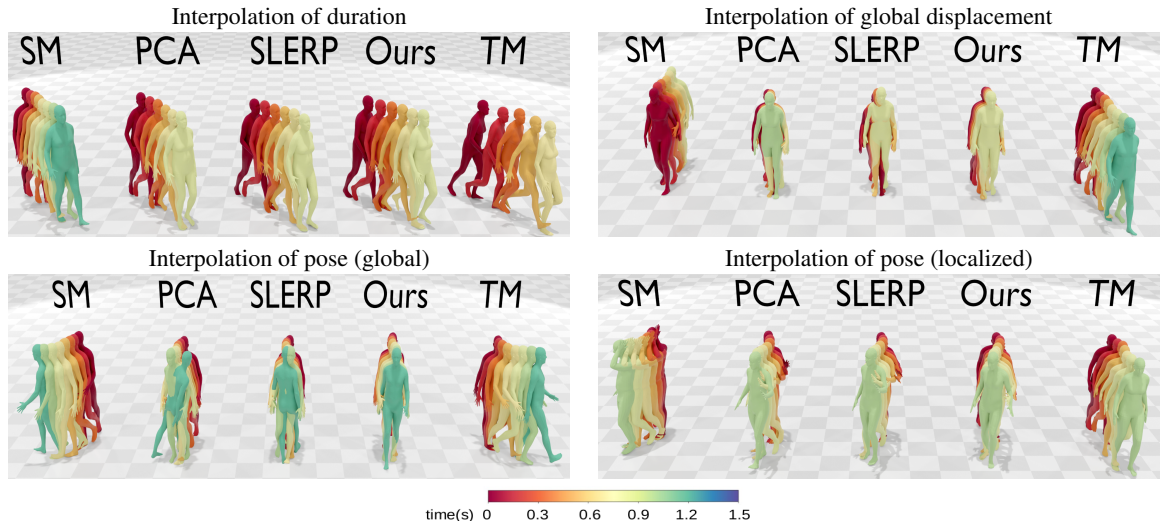 Interpolation of duration
SM PCA SLERP Ours TM
Interpolation of global displacement
SM PCA SLERP Ours TM
Interpolation of pose (global)
SM PCA SLERP Ours TM
Interpolation of pose (localized)
SM PCA SLERP Ours TM
time(s) 0 0.3 0.6 0.9 1.2 1.5